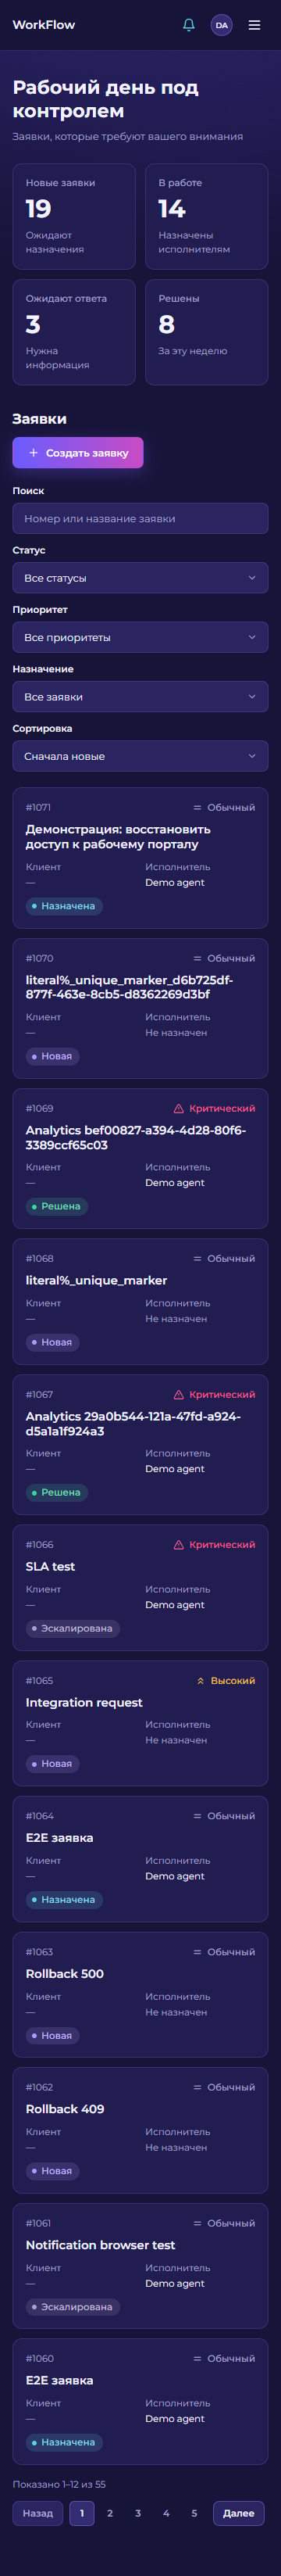 WorkFlow
DA
Рабочий день под
контролем
Заявки, которые требуют вашего внимания
Новые заявки
19
Ожидают
назначения
В работе
14
Назначены
исполнителям
Ожидают ответа
3
Нужна
информация
Решены
8
За эту неделю
Заявки
Создать заявку
Поиск
Номер или название заявки
Статус
Все статусы
Приоритет
Все приоритеты
Назначение
Все заявки
Сортировка
Сначала новые
#1071 Обычный
Демонстрация: восстановить
доступ к рабочему порталу
Клиент Исполнитель
— Demo agent
Назначена
#1070 Обычный
literal%_unique_marker_d6b725df-
877f-463e-8cb5-d8362269d3bf
Клиент Исполнитель
— Не назначен
Новая
#1069 Критический
Analytics bef00827-a394-4d28-80f6-
3389ccf65c03
Клиент Исполнитель
— Demo agent
Решена
#1068 Обычный
literal%_unique_marker
Клиент Исполнитель
— Не назначен
Новая
#1067 Критический
Analytics 29a0b544-121a-47fd-a924-
d5a1a1f924a3
Клиент Исполнитель
— Demo agent
Решена
#1066 Критический
SLA test
Клиент Исполнитель
— Demo agent
Эскалирована
#1065 Высокий
Integration request
Клиент Исполнитель
— Не назначен
Новая
#1064 Обычный
E2E заявка
Клиент Исполнитель
— Demo agent
Назначена
#1063 Обычный
Rollback 500
Клиент Исполнитель
— Не назначен
Новая
#1062 Обычный
Rollback 409
Клиент Исполнитель
— Не назначен
Новая
#1061 Обычный
Notification browser test
Клиент Исполнитель
— Demo agent
Эскалирована
#1060 Обычный
E2E заявка
Клиент Исполнитель
— Demo agent
Назначена
Показано 1–12 из 55
Назад 1 2 3 4 5 Далее